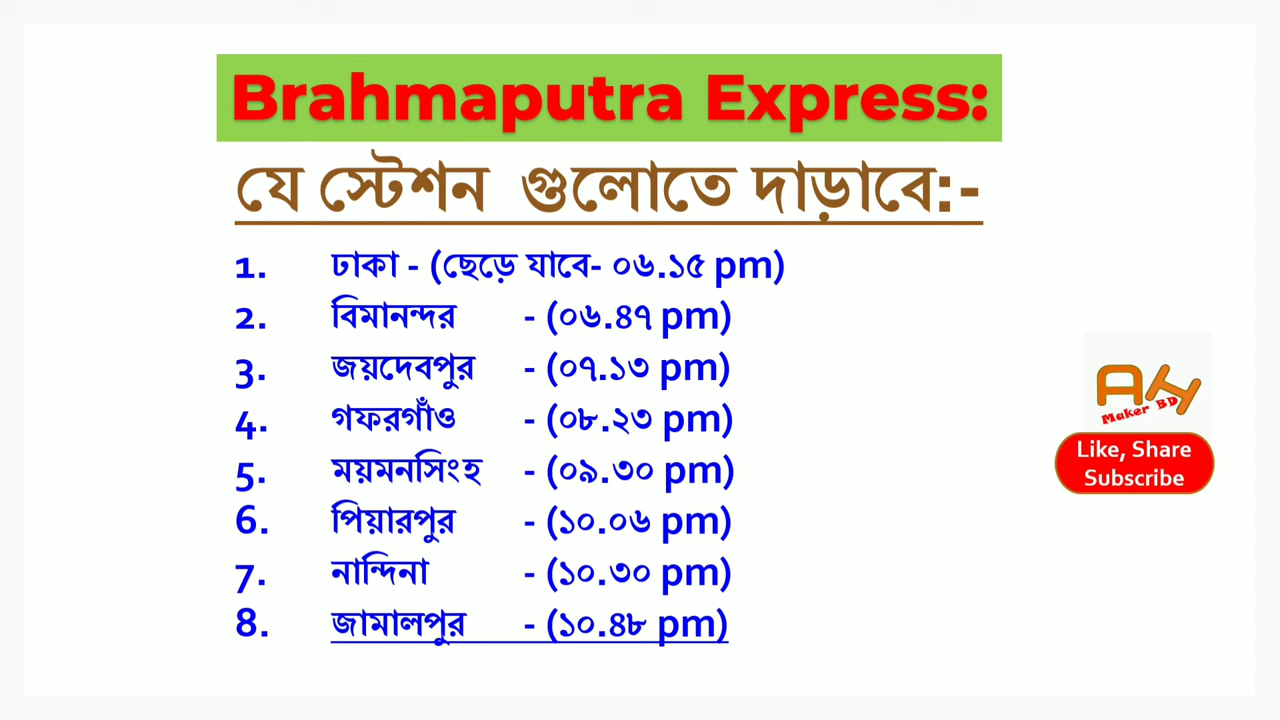 Brahmaputra Express:
যে স্টেশন গুলোতে দাড়াবে:-
1. ঢাকা - (ছেড়ে যাবে- ০৬.১৫ pm)
2. বিমানন্দর - (০৬.৪৭ pm)
3. জয়দেবপুর - (০৭.১৩ pm)
4. গফরগাঁও - (০৮.২৩ pm)
5. ময়মনসিংহ - (০৯.৩০ pm)
6. পিয়ারপুর - (১০.০৬ pm)
7. নান্দিনা - (১০.৩০ pm)
8. জামালপুর - (১০.৪৮ pm)
AH
Maker BD
Like, Share
Subscribe